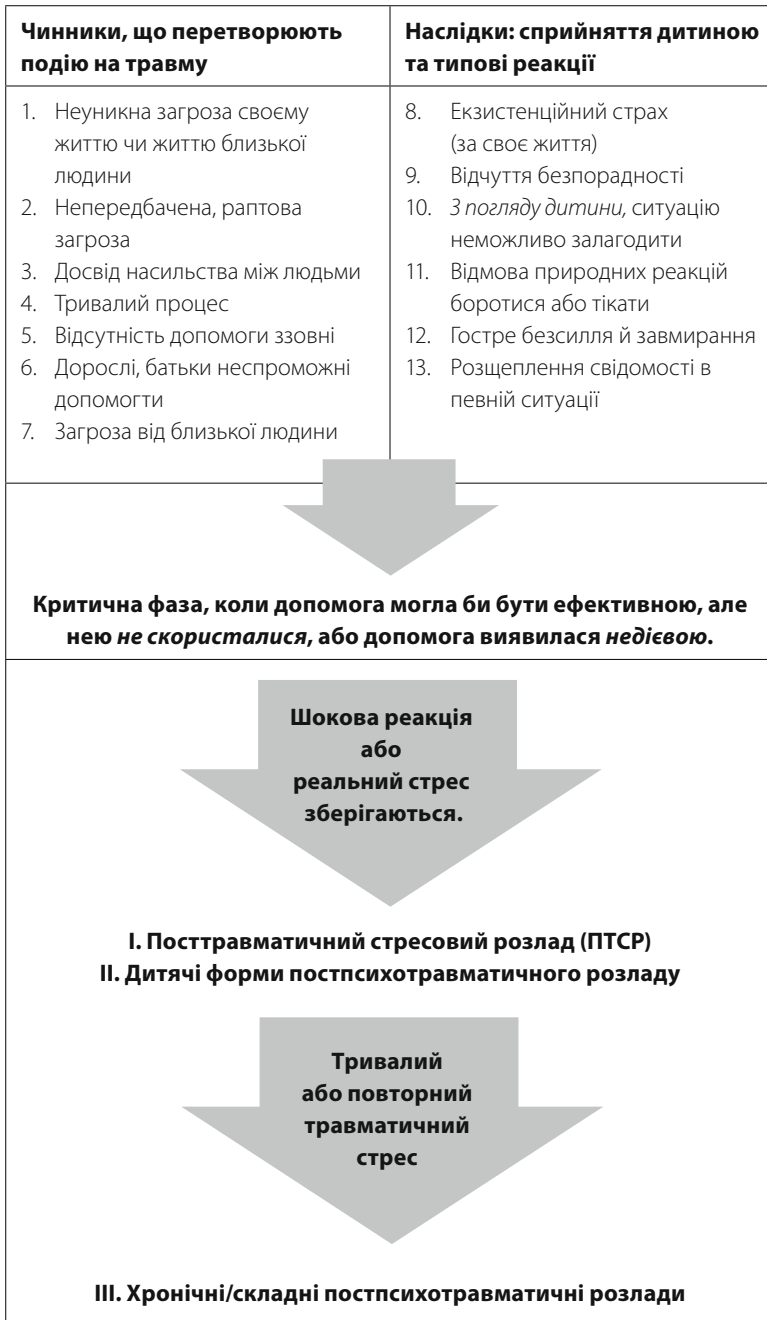 Чинники, що перетворюють
подію на травму
1. Неуникна загроза своєму
життю чи життю близької
людини
2. Непередбачена, раптова
загроза
3. Досвід насильства між людьми
4. Тривалий процес
5. Відсутність допомоги ззовні
6. Дорослі, батьки неспроможні
допомогти
7. Загроза від близької людини
Наслідки: сприйняття дитиною
та типові реакції
8. Екзистенційний страх
(за своє життя)
9. Відчуття безпорадності
10. З погляду дитини, ситуацію
неможливо залагодити
11. Відмова природних реакцій
боротися або тікати
12. Гостре безсилля й завмирання
13. Розщеплення свідомості в
певній ситуації
Критична фаза, коли допомога могла би бути ефективною, але
нею не скористалися, або допомога виявилася недієвою.
Шокова реакція
або
реальний стрес
зберігаються.
I. Посттравматичний стресовий розлад (ПТСР)
II. Дитячі форми постпсихотравматичного розладу
Тривалий
або повторний
травматичний
стрес
III. Хронічні/складні постпсихотравматичні розлади